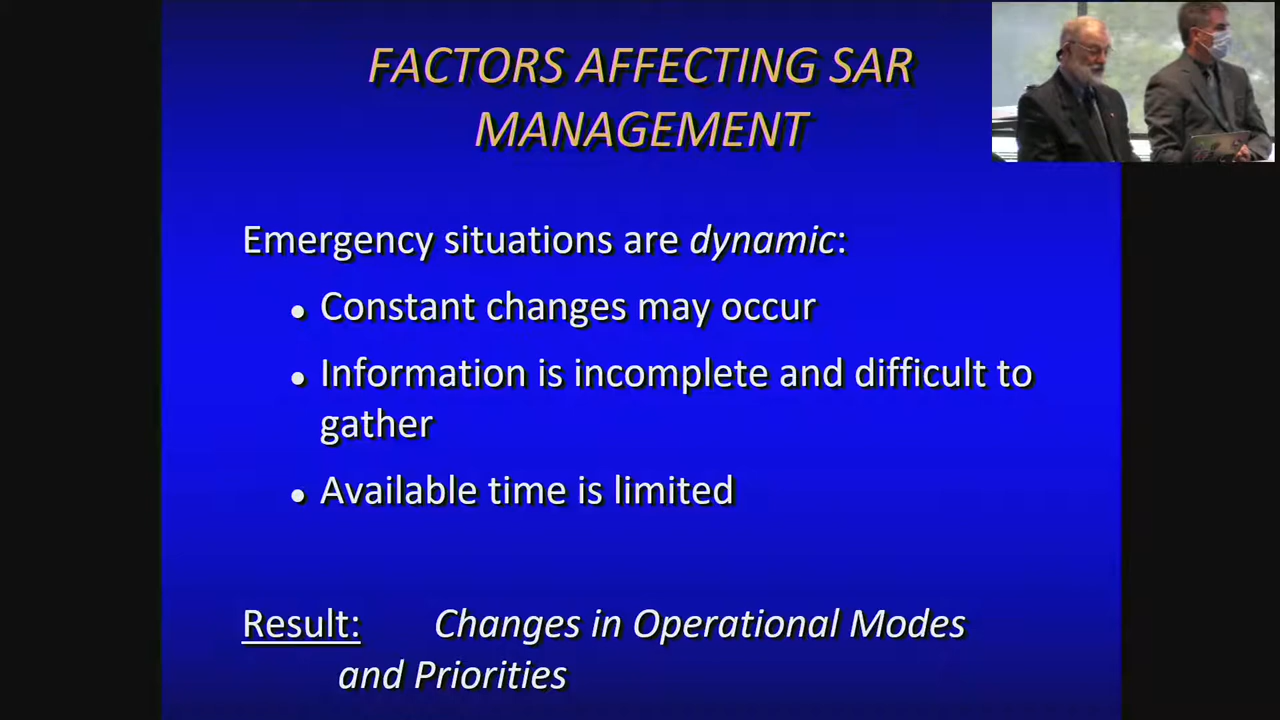 FACTORS AFFECTING SAR
MANAGEMENT
Emergency situations are dynamic:
• Constant changes may occur
• Information is incomplete and difficult to
gather
• Available time is limited
Result: Changes in Operational Modes
and Priorities